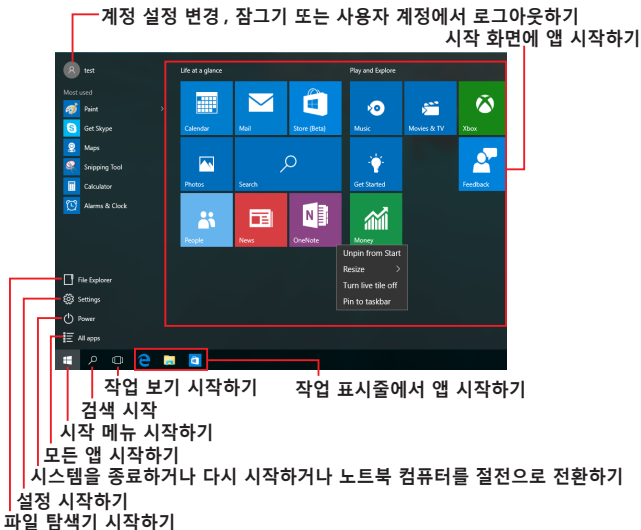 계정 설정 변경, 잠그기 또는 사용자 계정에서 로그아웃하기
시작 화면에 앱 시작하기
test
Life at a glance
Play and Explore
Most used
Paint
Get Skype
Maps
Snipping Tool
Calculator
Alarms & Clock
Calendar
Mail
Store (Beta)
Music
Movies & TV
Xbox
Photos
Search
Get Started
Feedback
People
News
OneNote
Money
Unpin from Start
Resize
Turn live tile off
Pin to taskbar
File Explorer
Settings
Power
All apps
작업 보기 시작하기
작업 표시줄에서 앱 시작하기
검색 시작
시작 메뉴 시작하기
모든 앱 시작하기
시스템을 종료하거나 다시 시작하거나 노트북 컴퓨터를 절전으로 전환하기
설정 시작하기
파일 탐색기 시작하기